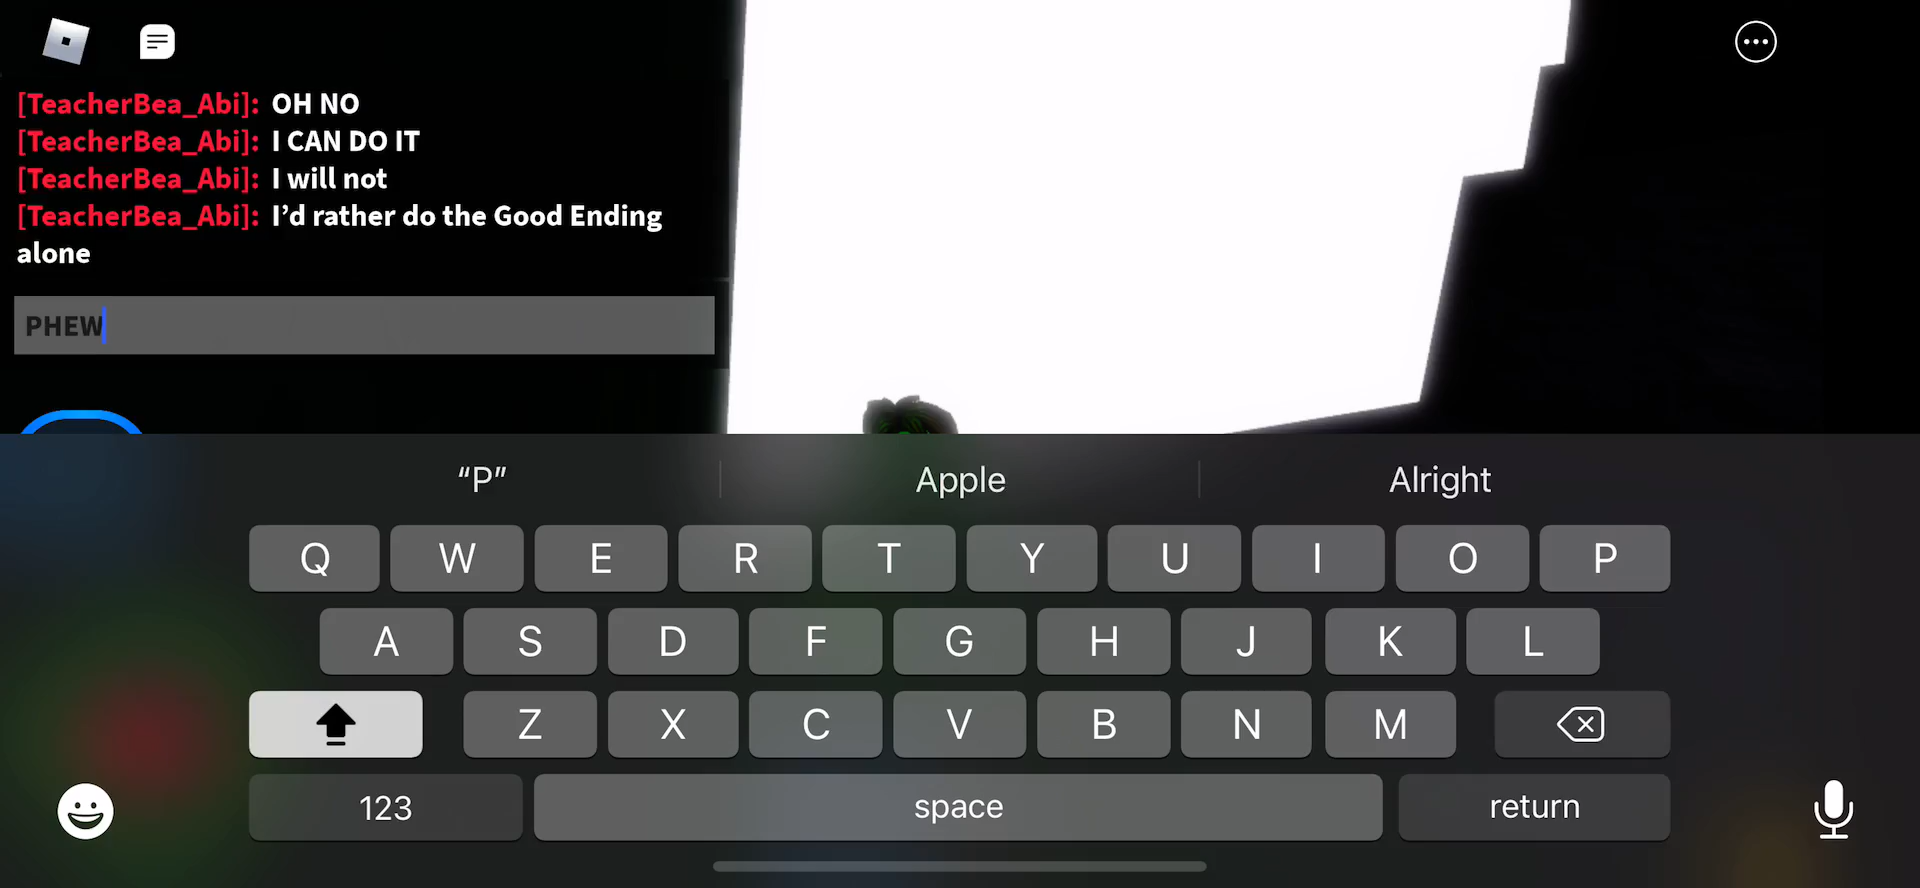 [TeacherBea_Abi]: OH NO
[TeacherBea_Abi]: I CAN DO IT
[TeacherBea_Abi]: I will not
[TeacherBea_Abi]: I’d rather do the Good Ending
alone
PHEW
“P” Apple Alright
Q W E R T Y U I O P
A S D F G H J K L
Z X C V B N M
123 space return